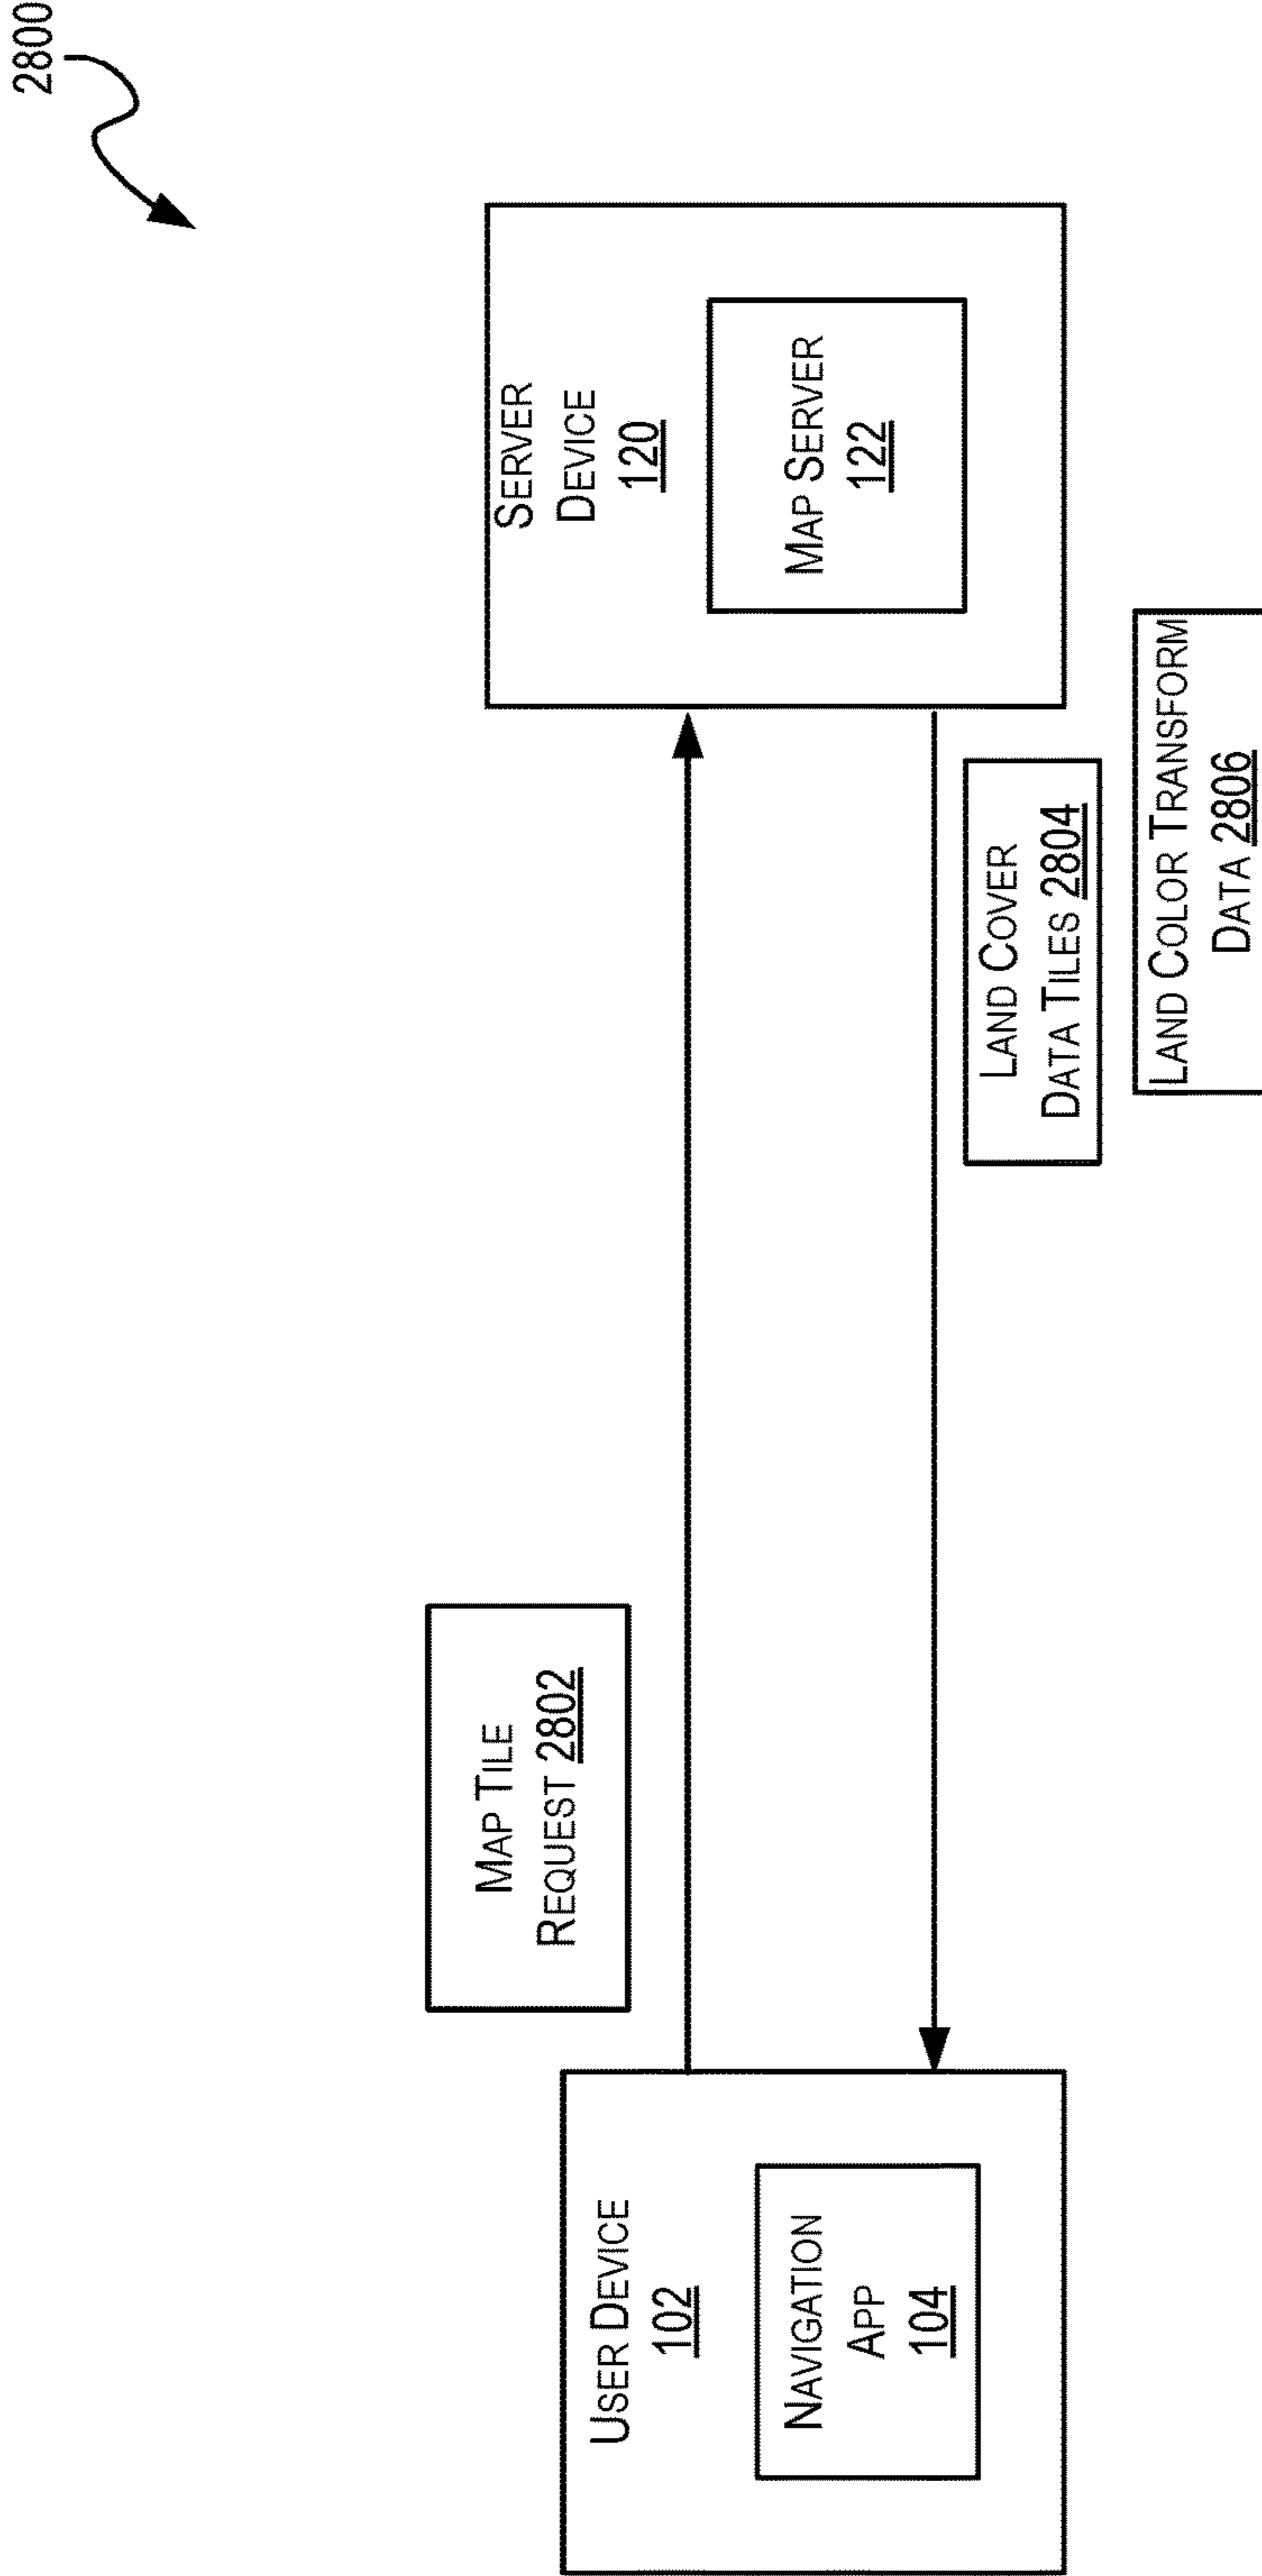 2800
USER DEVICE
102
NAVIGATION
APP
104
MAP TILE
REQUEST 2802
SERVER
DEVICE
120
MAP SERVER
122
LAND COVER
DATA TILES 2804
LAND COLOR TRANSFORM
DATA 2806